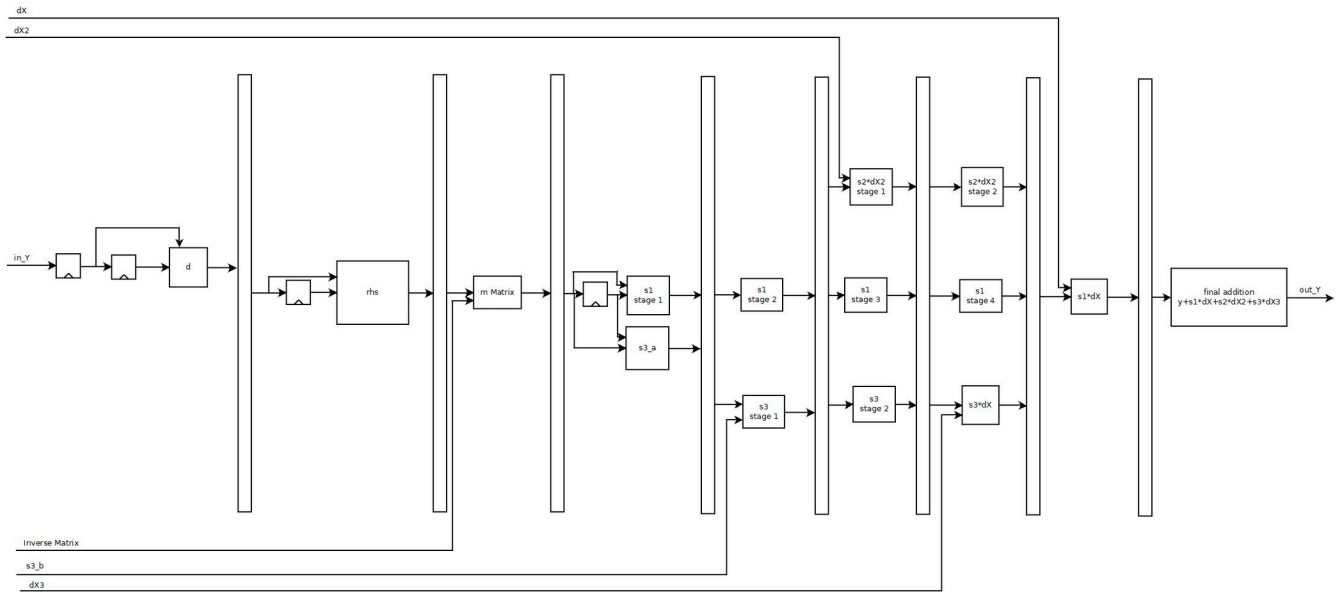 dX
dX2
s2*dX2
stage 1
s2*dX2
stage 2
in_Y
d
rhs
m Matrix
s1
stage 1
s1
stage 2
s1
stage 3
s1
stage 4
s1*dX
final addition
y+s1*dX+s2*dX2+s3*dX3
out_Y
s3_a
s3
stage 1
s3
stage 2
s3*dX
Inverse Matrix
s3_b
dX3